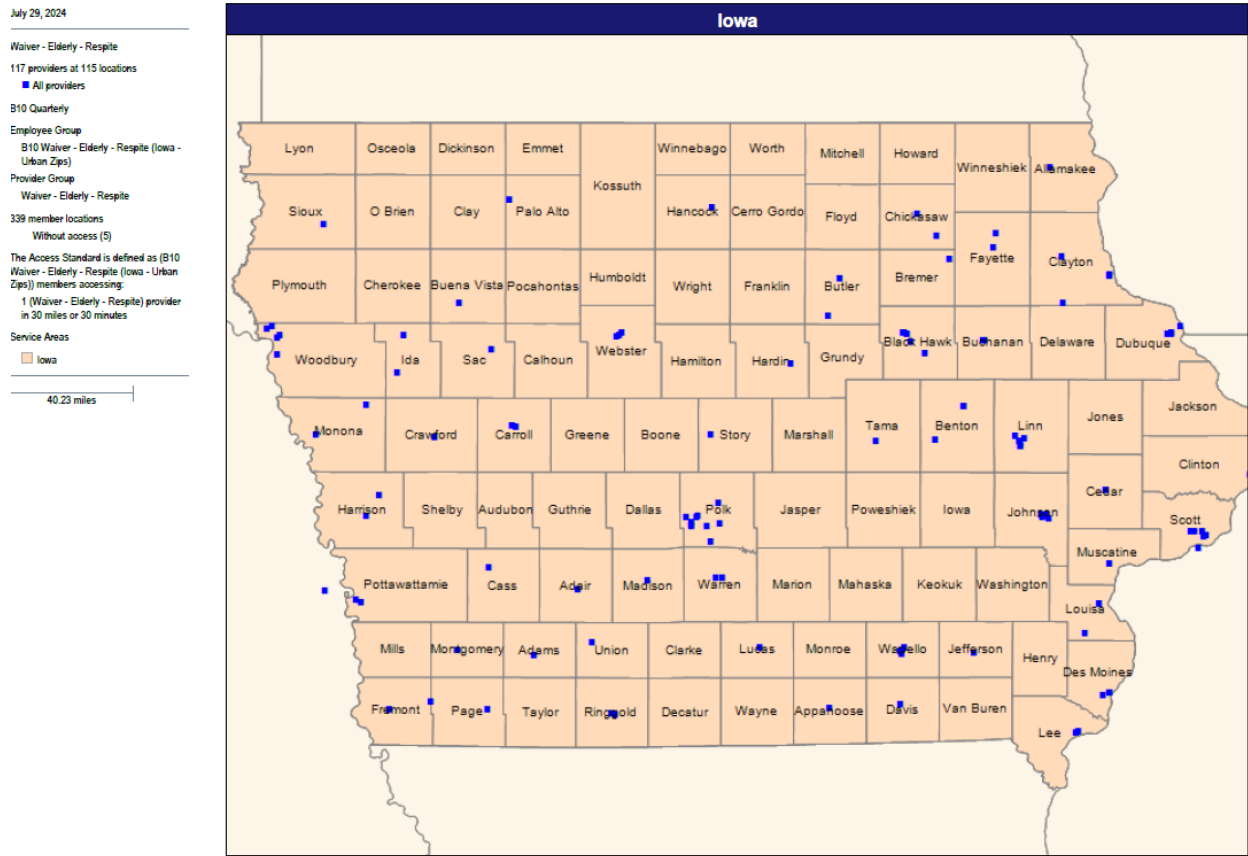 July 29, 2024
Waiver - Elderly - Respite
117 providers at 115 locations
All providers
B10 Quarterly
Employee Group
B10 Waiver - Elderly - Respite (Iowa -
Urban Zips)
Provider Group
Waiver - Elderly - Respite
339 member locations
Without access (5)
The Access Standard is defined as (B10
Waiver - Elderly - Respite (Iowa - Urban
Zips)) members accessing:
1 (Waiver - Elderly - Respite) provider
in 30 miles or 30 minutes
Service Areas
Iowa
40.23 miles
Iowa
Lyon Osceola Dickinson Emmet Winnebago Worth Mitchell Howard
Winneshiek Allamakee
Kossuth
Sioux O Brien Clay Palo Alto Hancock Cerro Gordo Floyd Chickasaw
Fayette Clayton
Plymouth Cherokee Buena Vista Pocahontas Humboldt Wright Franklin Butler Bremer
Woodbury Ida Sac Calhoun Webster Hamilton Hardin Grundy Black Hawk Buchanan Delaware Dubuque
Monona Crawford Carroll Greene Boone Story Marshall Tama Benton Linn Jones Jackson
Clinton
Harrison Shelby Audubon Guthrie Dallas Polk Jasper Poweshiek Iowa Johnson Cedar Scott
Muscatine
Pottawattamie Cass Adair Madison Warren Marion Mahaska Keokuk Washington
Louisa
Mills Montgomery Adams Union Clarke Lucas Monroe Wapello Jefferson Henry
Des Moines
Fremont Page Taylor Ringgold Decatur Wayne Appanoose Davis Van Buren
Lee